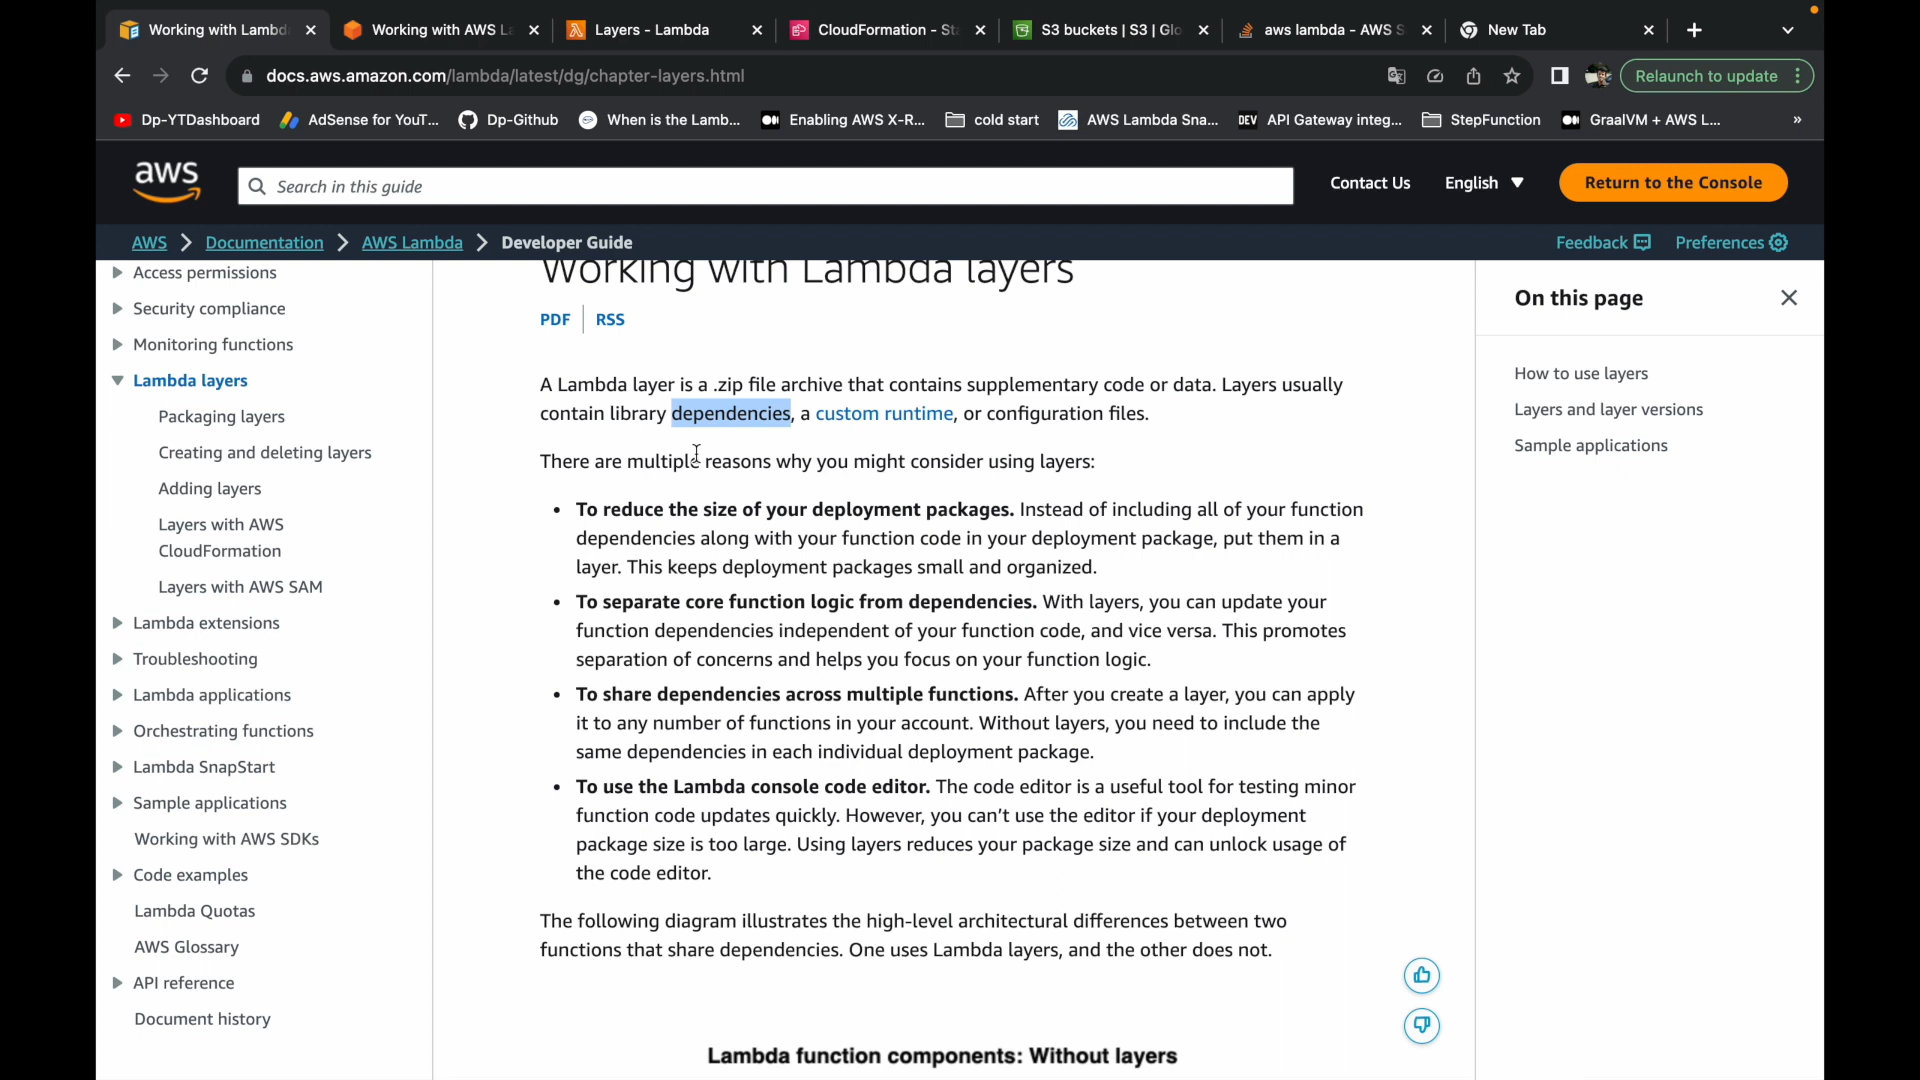 Working with Lambd
Working with AWS La
Layers - Lambda
CloudFormation - Sta
S3 buckets | S3 | Glo
aws lambda - AWS S
New Tab
docs.aws.amazon.com/lambda/latest/dg/chapter-layers.html
Relaunch to update
Dp-YTDashboard
AdSense for YouT...
Dp-Github
When is the Lamb...
Enabling AWS X-R...
cold start
AWS Lambda Sna...
DEV
API Gateway integ...
StepFunction
GraalVM + AWS L...
»
aws
Search in this guide
Contact Us
English
Return to the Console
AWS
Documentation
AWS Lambda
Developer Guide
Feedback
Preferences
Access permissions
Security compliance
Monitoring functions
Lambda layers
Packaging layers
Creating and deleting layers
Adding layers
Layers with AWS
CloudFormation
Layers with AWS SAM
Lambda extensions
Troubleshooting
Lambda applications
Orchestrating functions
Lambda SnapStart
Sample applications
Working with AWS SDKs
Code examples
Lambda Quotas
AWS Glossary
API reference
Document history
Working with Lambda layers
PDF
RSS
A Lambda layer is a .zip file archive that contains supplementary code or data. Layers usually
contain library dependencies, a custom runtime, or configuration files.
There are multiple reasons why you might consider using layers:
• To reduce the size of your deployment packages. Instead of including all of your function
dependencies along with your function code in your deployment package, put them in a
layer. This keeps deployment packages small and organized.
• To separate core function logic from dependencies. With layers, you can update your
function dependencies independent of your function code, and vice versa. This promotes
separation of concerns and helps you focus on your function logic.
• To share dependencies across multiple functions. After you create a layer, you can apply
it to any number of functions in your account. Without layers, you need to include the
same dependencies in each individual deployment package.
• To use the Lambda console code editor. The code editor is a useful tool for testing minor
function code updates quickly. However, you can't use the editor if your deployment
package size is too large. Using layers reduces your package size and can unlock usage of
the code editor.
The following diagram illustrates the high-level architectural differences between two
functions that share dependencies. One uses Lambda layers, and the other does not.
Lambda function components: Without layers
On this page
How to use layers
Layers and layer versions
Sample applications